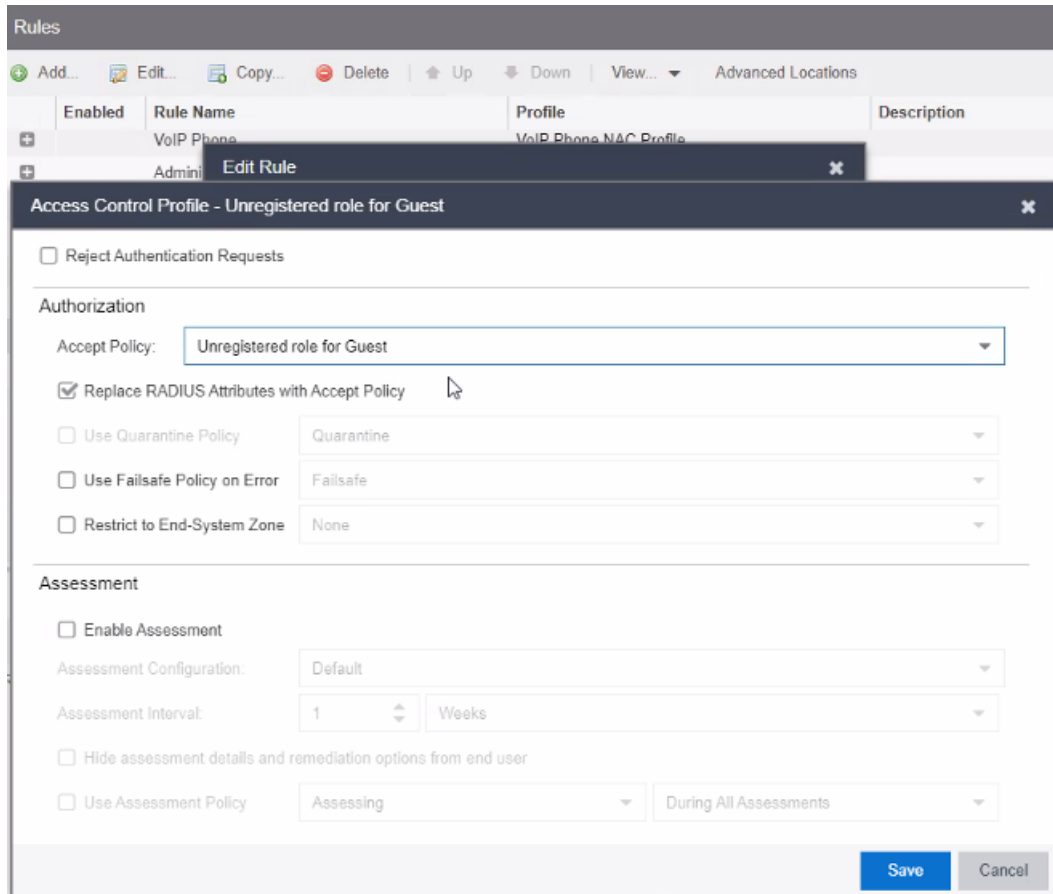 Rules
Add... Edit... Copy... Delete Up Down View... Advanced Locations
Enabled Rule Name Profile Description
VoIP Phone VoIP Phone NAC Profile
Admini
Edit Rule
Access Control Profile - Unregistered role for Guest
Reject Authentication Requests
Authorization
Accept Policy: Unregistered role for Guest
Replace RADIUS Attributes with Accept Policy
Use Quarantine Policy Quarantine
Use Failsafe Policy on Error Failsafe
Restrict to End-System Zone None
Assessment
Enable Assessment
Assessment Configuration: Default
Assessment Interval: 1 Weeks
HIde assessment details and remediation options from end user
Use Assessment Policy Assessing During All Assessments
Save Cancel